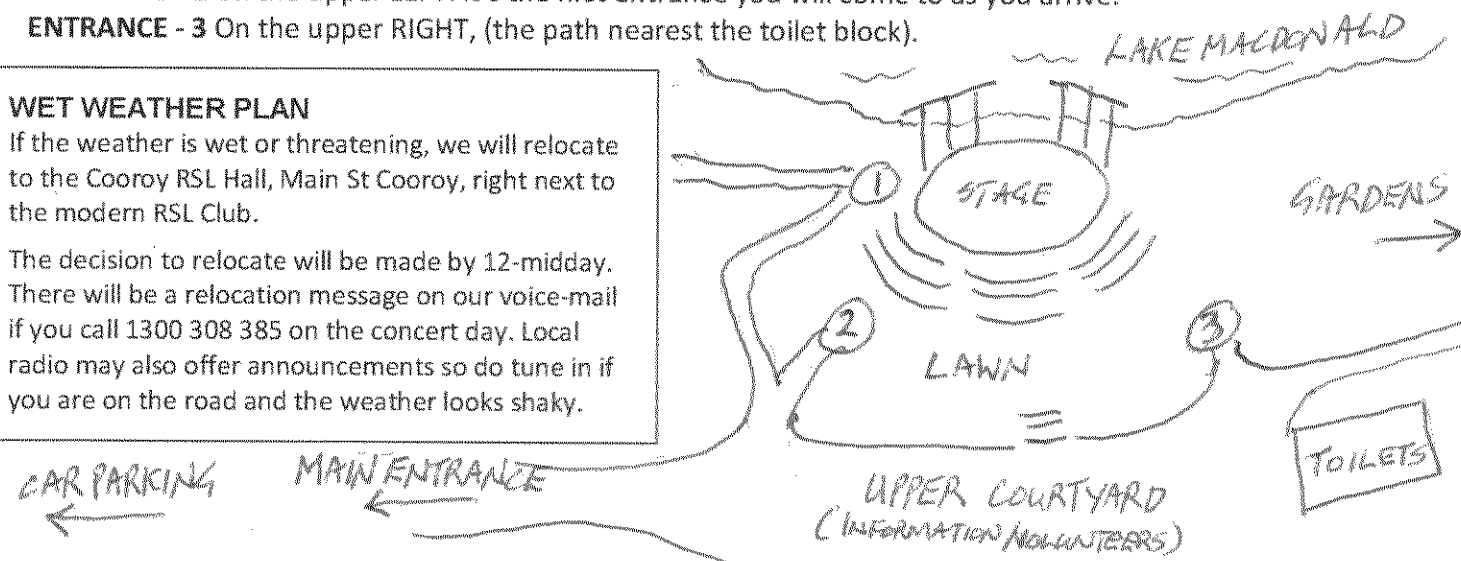 ENTRANCE - 3 On the upper RIGHT, (the path nearest the toilet block).
WET WEATHER PLAN
If the weather is wet or threatening, we will relocate
to the Cooroy RSL Hall, Main St Cooroy, right next to
the modern RSL Club.
The decision to relocate will be made by 12-midday.
There will be a relocation message on our voice-mail
if you call 1300 308 385 on the concert day. Local
radio may also offer announcements so do tune in if
you are on the road and the weather looks shaky.
LAKE MACDONALD
1
STAGE
GARDENS
2
3
LAWN
TOILETS
CAR PARKING
MAIN ENTRANCE
UPPER COURTYARD
(INFORMATION/VOLUNTEERS)